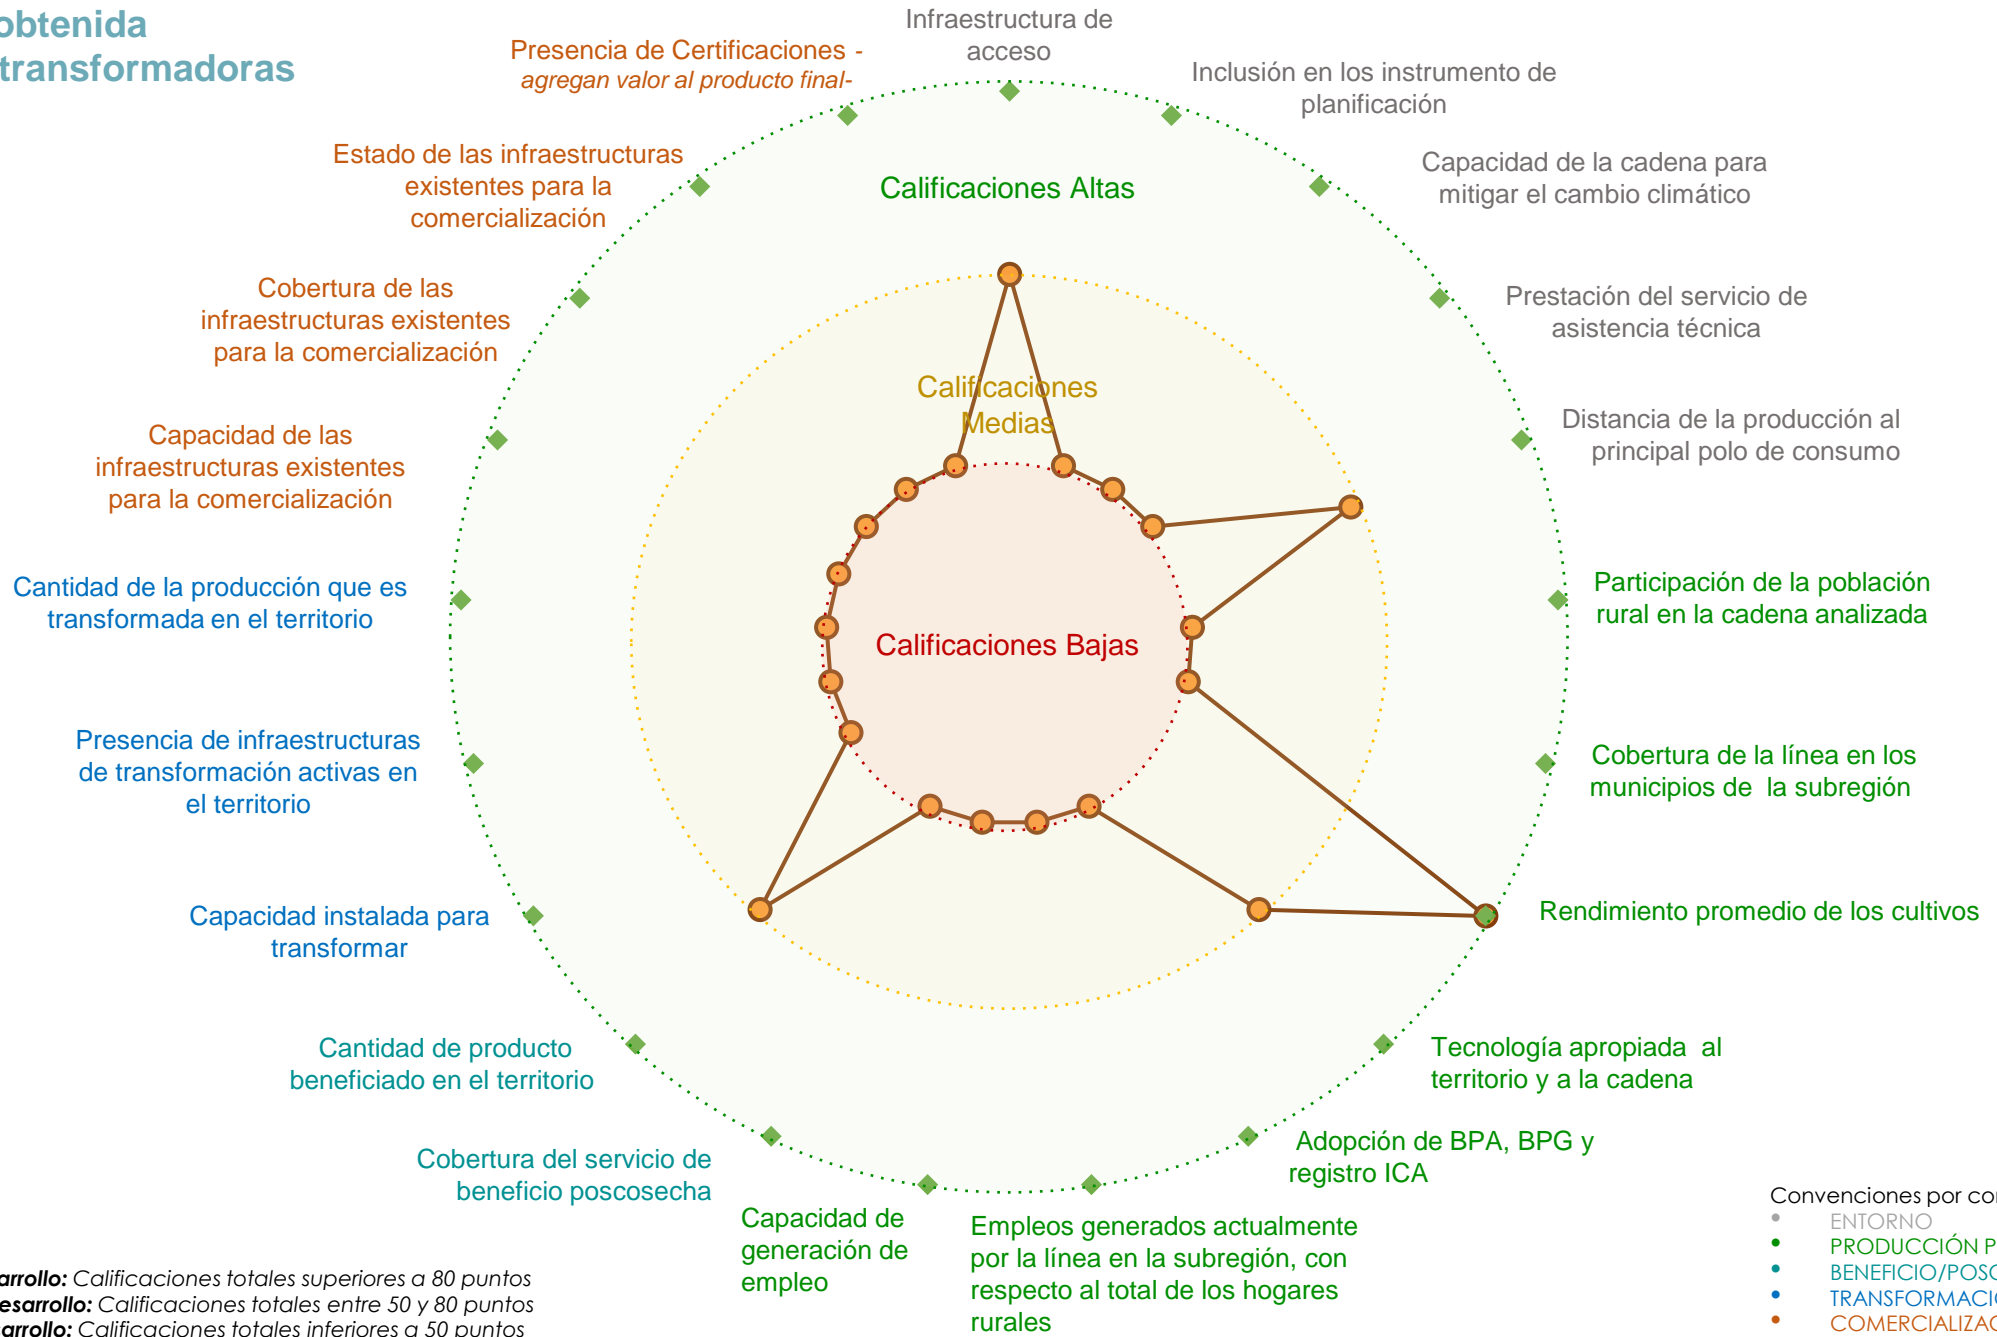 obtenida
transformadoras
Infraestructura de
acceso
Presencia de Certificaciones -
agregan valor al producto final-
Inclusión en los instrumento de
planificación
Estado de las infraestructuras
existentes para la
comercialización
Calificaciones Altas
Capacidad de la cadena para
mitigar el cambio climático
Cobertura de las
infraestructuras existentes
para la comercialización
Prestación del servicio de
asistencia técnica
Calificaciones
Medias
Capacidad de las
infraestructuras existentes
para la comercialización
Distancia de la producción al
principal polo de consumo
Cantidad de la producción que es
transformada en el territorio
Participación de la población
rural en la cadena analizada
Calificaciones Bajas
Presencia de infraestructuras
de transformación activas en
el territorio
Cobertura de la línea en los
municipios de la subregión
Capacidad instalada para
transformar
Rendimiento promedio de los cultivos
Cantidad de producto
beneficiado en el territorio
Tecnología apropiada al
territorio y a la cadena
Cobertura del servicio de
beneficio poscosecha
Adopción de BPA, BPG y
registro ICA
Capacidad de
generación de
empleo
Empleos generados actualmente
por la línea en la subregión, con
respecto al total de los hogares
rurales
arrollo: Calificaciones totales superiores a 80 puntos
esarrollo: Calificaciones totales entre 50 y 80 puntos
arrollo: Calificaciones totales inferiores a 50 puntos
Convenciones por co
• ENTORNO
• PRODUCCIÓN P
• BENEFICIO/POSC
• TRANSFORMACIÓ
• COMERCIALIZAC